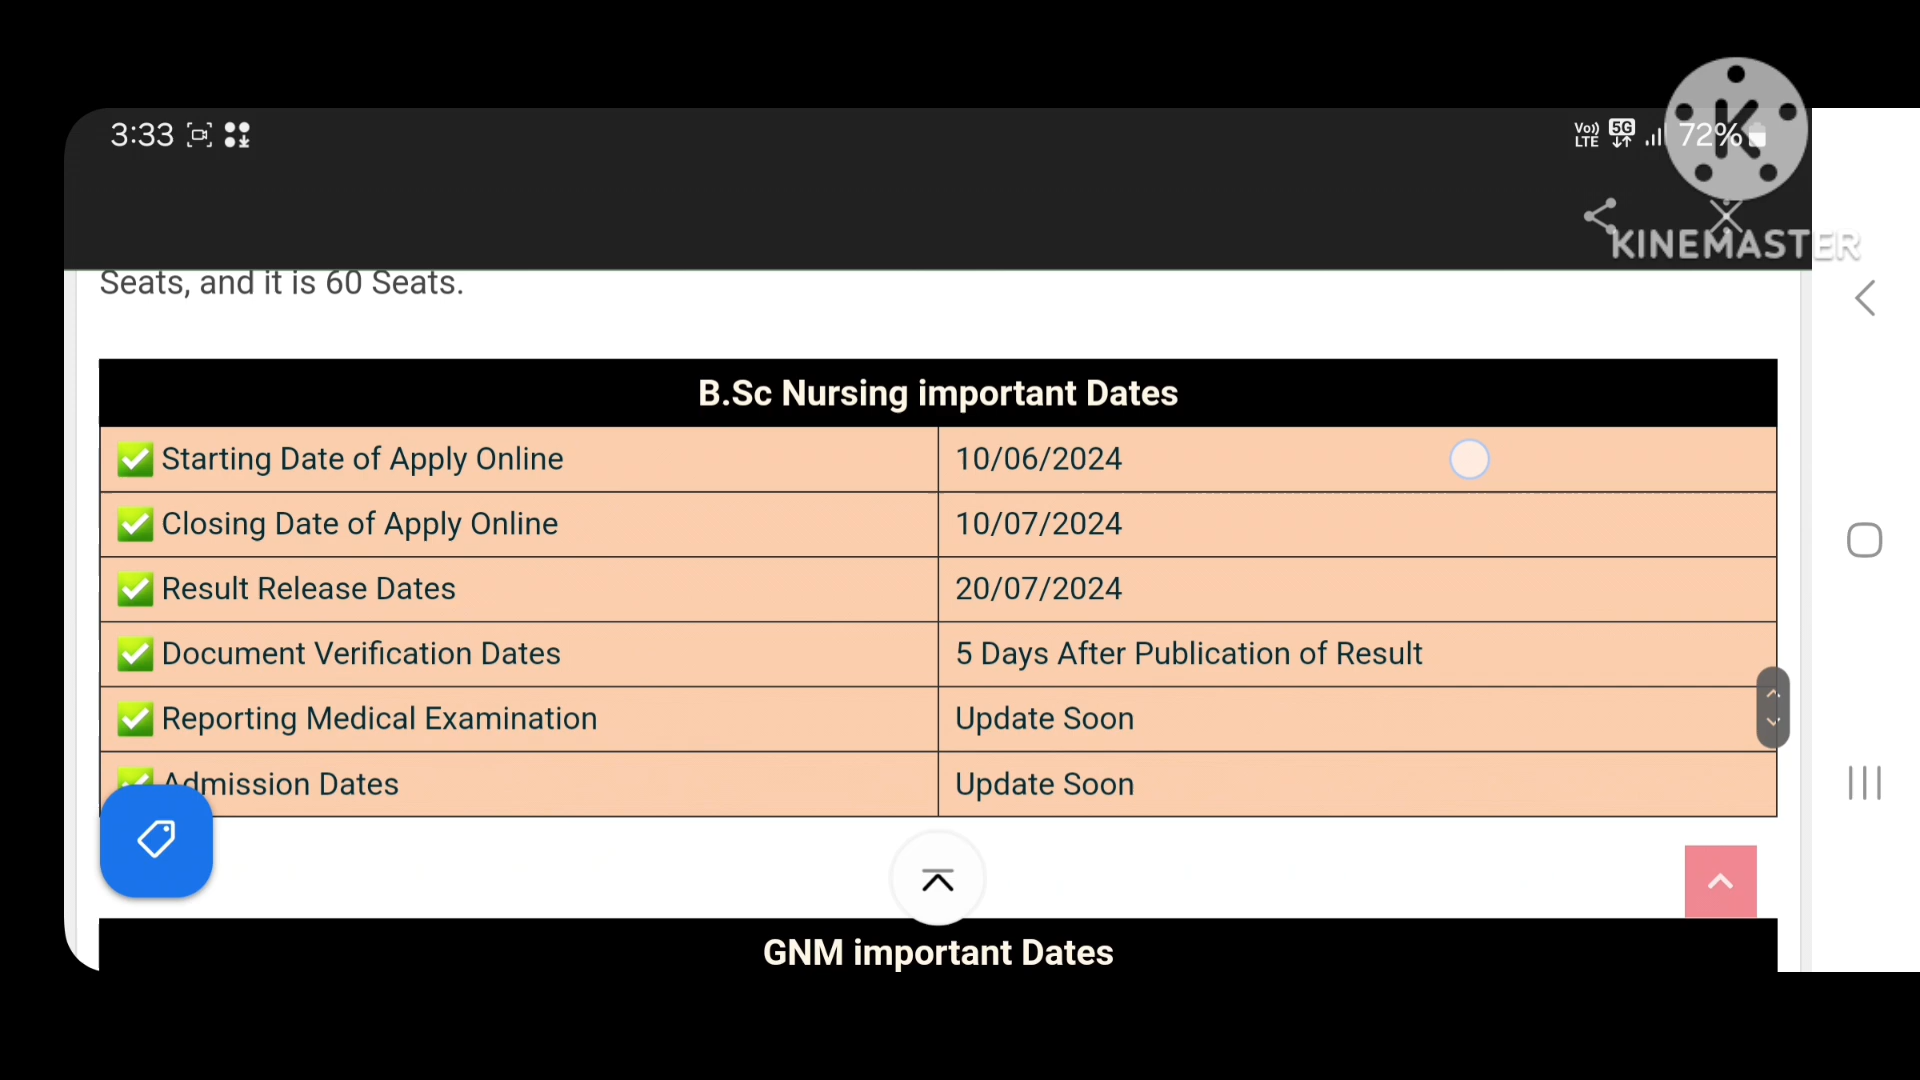 3:33
Vo)) LTE 5G 72%
KINEMASTER
Seats, and it is 60 Seats.
B.Sc Nursing important Dates
✅ Starting Date of Apply Online 10/06/2024
✅ Closing Date of Apply Online 10/07/2024
✅ Result Release Dates 20/07/2024
✅ Document Verification Dates 5 Days After Publication of Result
✅ Reporting Medical Examination Update Soon
✅ Admission Dates Update Soon
GNM important Dates